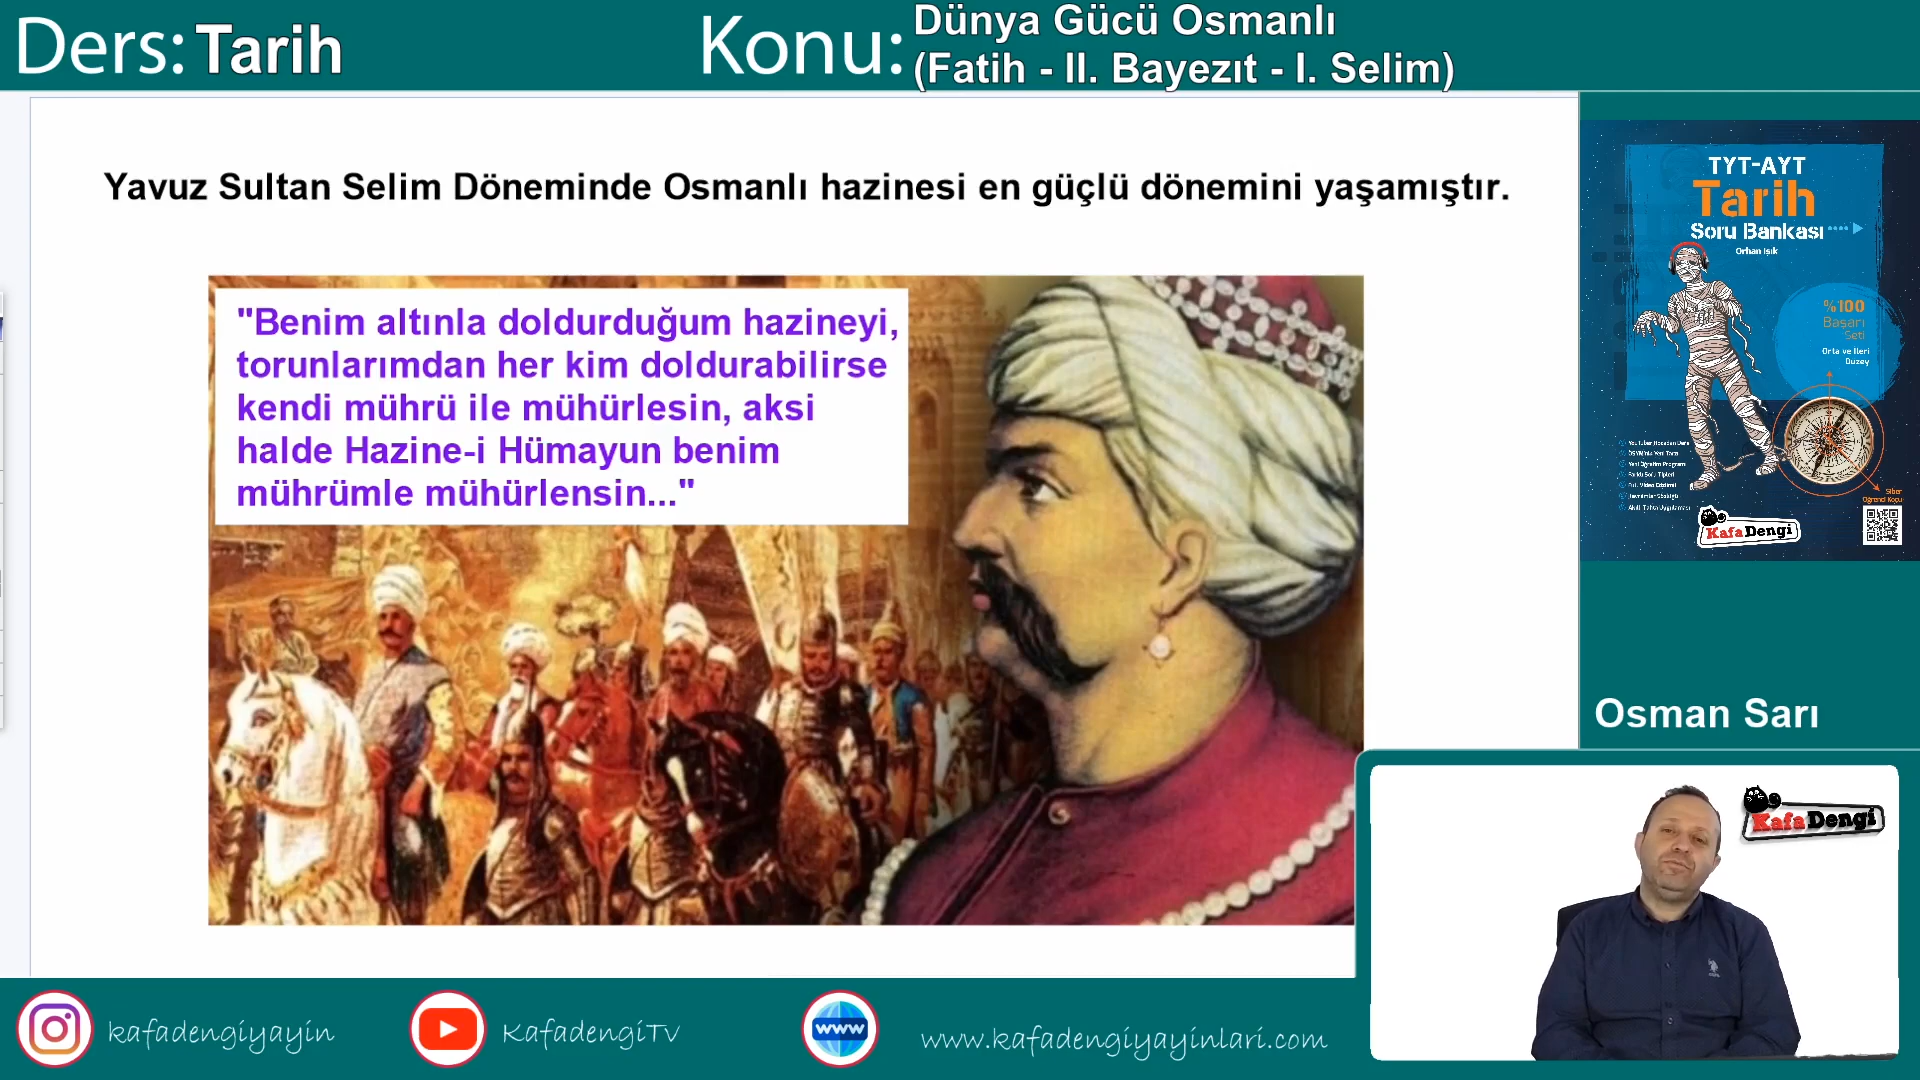 Ders: Tarih
Konu: Dünya Gücü Osmanlı
(Fatih - II. Bayezıt - I. Selim)
Yavuz Sultan Selim Döneminde Osmanlı hazinesi en güçlü dönemini yaşamıştır.
"Benim altınla doldurduğum hazineyi,
torunlarımdan her kim doldurabilirse
kendi mührü ile mühürlesin, aksi
halde Hazine-i Hümayun benim
mührümle mühürlensin..."
TYT-AYT
Tarih
Soru Bankası
Orhan Işık
%100
Başarı
Seti
Orta ve İleri
Düzey
Siber
Öğrenci Koçu
KafaDengi
Osman Sarı
KafaDengi
kafadengiyayin
KafadengiTv
www
www.kafadengiyayinlari.com